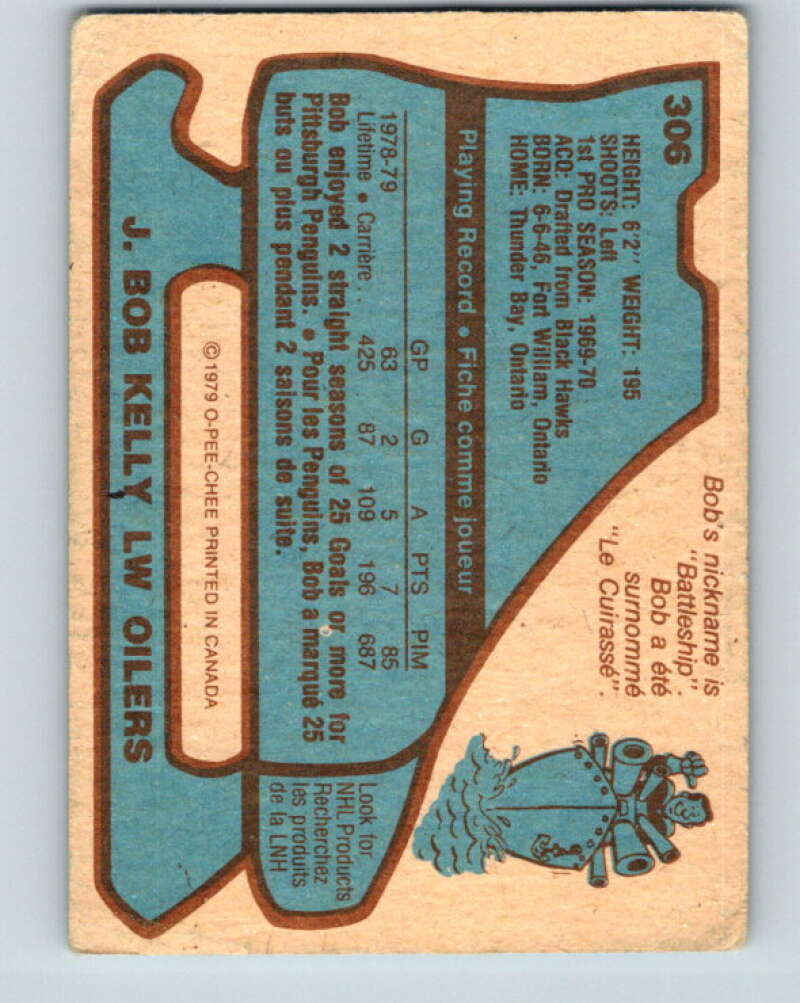 306
HEIGHT: 6'2" WEIGHT: 195
SHOOTS: Left
1st PRO SEASON: 1969-70
ACQ: Drafted from Black Hawks
BORN: 6-6-46, Fort William, Ontario
HOME: Thunder Bay, Ontario
Bob's nickname is
"Battleship".
Bob a été
surnommé
"Le Cuirassé".
Playing Record • Fiche comme joueur
GP G A PTS PIM
1978-79 63 2 5 7 85
Lifetime • Carrière . . 425 87 109 196 687
Bob enjoyed 2 straight seasons of 25 Goals or more for
Pittsburgh Penguins. • Pour les Penguins, Bob a marqué 25
buts ou plus pendant 2 saisons de suite.
Look for
NHL Products
Recherchez
les produits
de la LNH
©1979 O-PEE-CHEE PRINTED IN CANADA
J. BOB KELLY LW OILERS